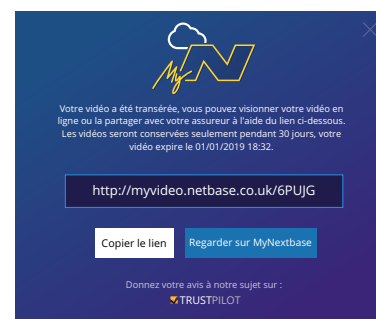 My N
Votre vidéo a été transérée, vous pouvez visionner votre vidéo en
ligne ou la partager avec votre assureur à l'aide du lien ci-dessous.
Les vidéos seront conservées seulement pendant 30 jours, votre
vidéo expire le 01/01/2019 18:32.
http://myvideo.netbase.co.uk/6PUJG
Copier le lien Regarder sur MyNextbase
Donnez votre avis à notre sujet sur :
TRUSTPILOT